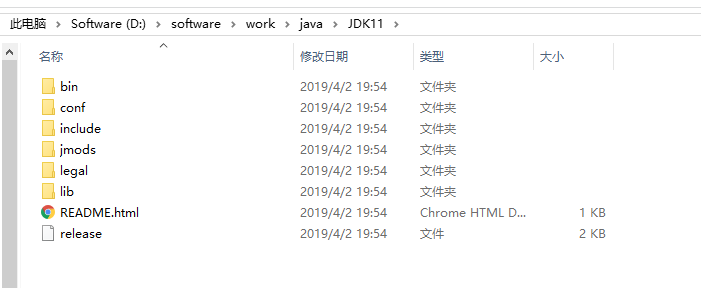 此电脑 > Software (D:) > software > work > java > JDK11 >
名称 修改日期 类型 大小
bin 2019/4/2 19:54 文件夹
conf 2019/4/2 19:54 文件夹
include 2019/4/2 19:54 文件夹
jmods 2019/4/2 19:54 文件夹
legal 2019/4/2 19:54 文件夹
lib 2019/4/2 19:54 文件夹
README.html 2019/4/2 19:54 Chrome HTML D... 1 KB
release 2019/4/2 19:54 文件 2 KB